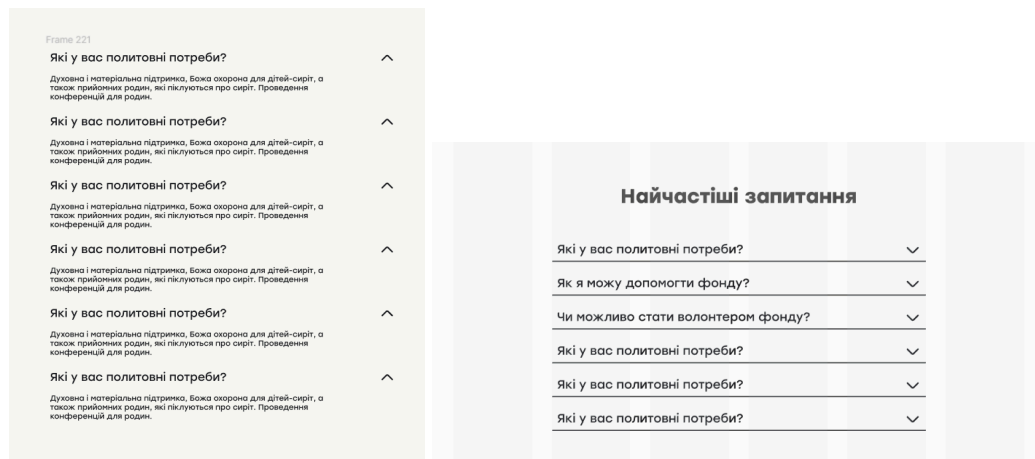 Frame 221
Які у вас политовні потреби?
Духовна і матеріальна підтримка, Божа охорона для дітей-сиріт, а
також прийомних родин, які піклуються про сиріт. Проведення
конференцій для родин.
Які у вас политовні потреби?
Духовна і матеріальна підтримка, Божа охорона для дітей-сиріт, а
також прийомних родин, які піклуються про сиріт. Проведення
конференцій для родин.
Які у вас политовні потреби?
Духовна і матеріальна підтримка, Божа охорона для дітей-сиріт, а
також прийомних родин, які піклуються про сиріт. Проведення
конференцій для родин.
Які у вас политовні потреби?
Духовна і матеріальна підтримка, Божа охорона для дітей-сиріт, а
також прийомних родин, які піклуються про сиріт. Проведення
конференцій для родин.
Які у вас политовні потреби?
Духовна і матеріальна підтримка, Божа охорона для дітей-сиріт, а
також прийомних родин, які піклуються про сиріт. Проведення
конференцій для родин.
Які у вас политовні потреби?
Духовна і матеріальна підтримка, Божа охорона для дітей-сиріт, а
також прийомних родин, які піклуються про сиріт. Проведення
конференцій для родин.
Найчастіші запитання
Які у вас политовні потреби?
Як я можу допомогти фонду?
Чи можливо стати волонтером фонду?
Які у вас политовні потреби?
Які у вас политовні потреби?
Які у вас политовні потреби?